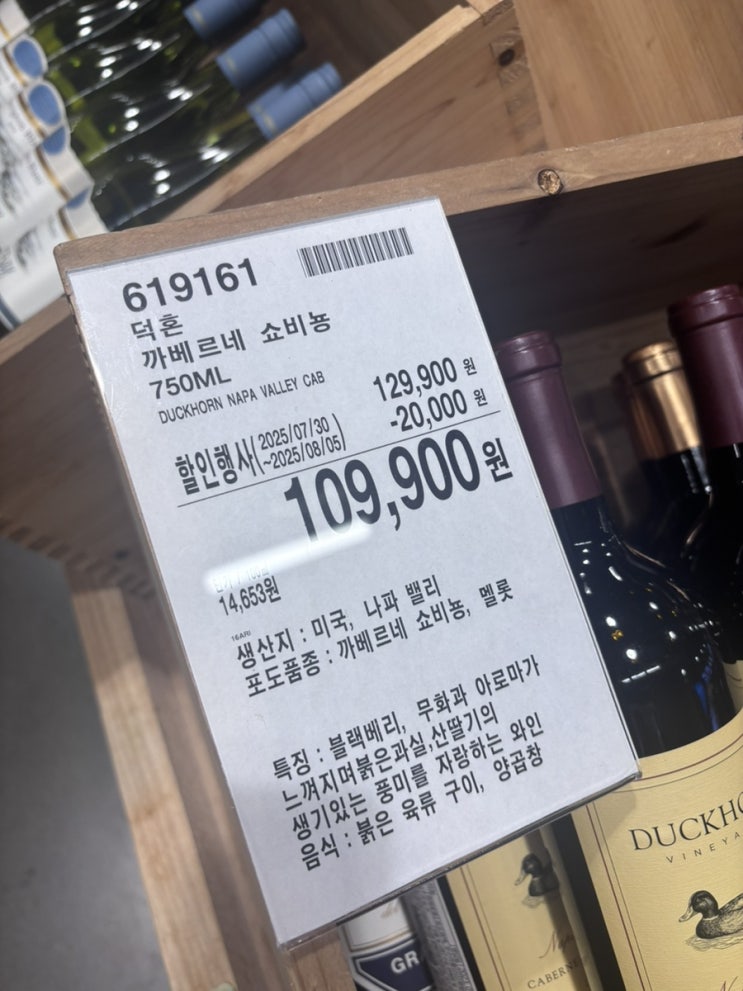 619161
덕혼
까베르네 쇼비뇽
750ML
DUCKHORN NAPA VALLEY CAB
129,900 원
할인행사(2025/07/30 ~2025/08/05) -20,000 원
109,900원
14,653원
생산지 : 미국, 나파 밸리
포도품종 : 까베르네 쇼비뇽, 멜롯
특징 : 블랙베리, 무화과 아로마가
느껴지며붉은과실,산딸기의
생기있는 풍미를 자랑하는 와인
음식 : 붉은 육류 구이, 양곱창
DUCKHO
VINEYA
CABERNE
GR